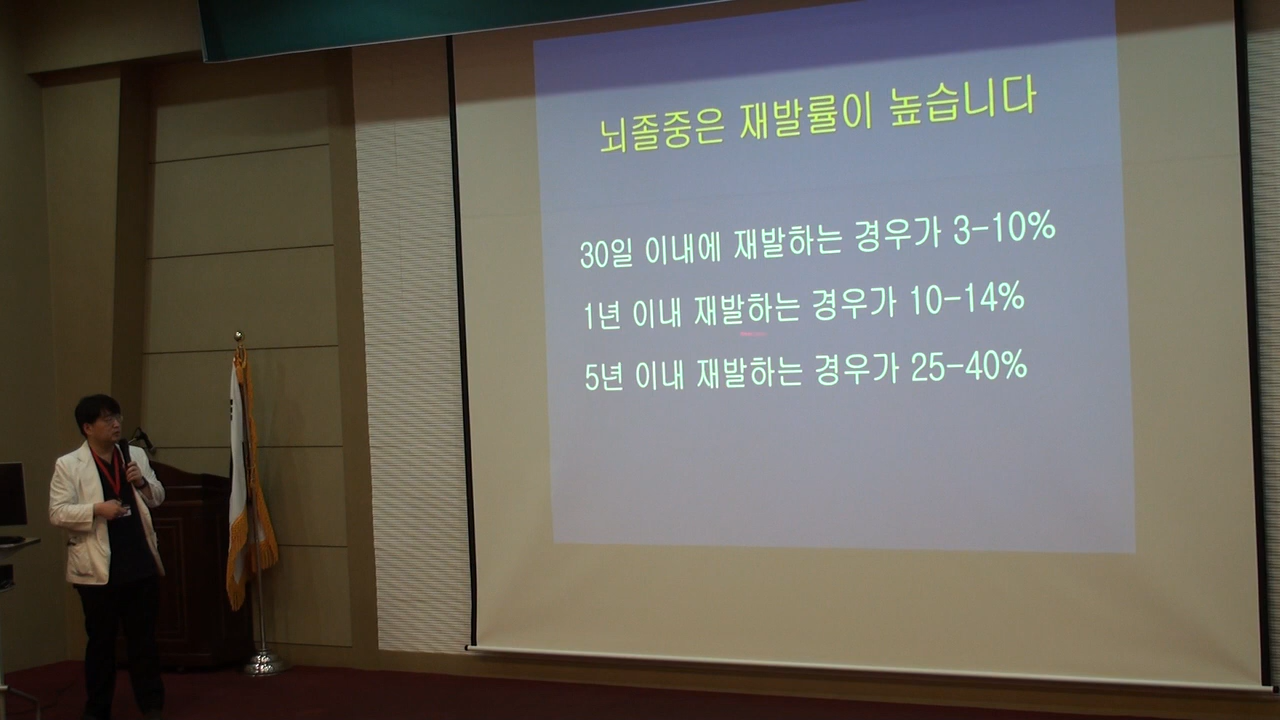 뇌졸중은 재발률이 높습니다
30일 이내에 재발하는 경우가 3-10%
1년 이내 재발하는 경우가 10-14%
5년 이내 재발하는 경우가 25-40%